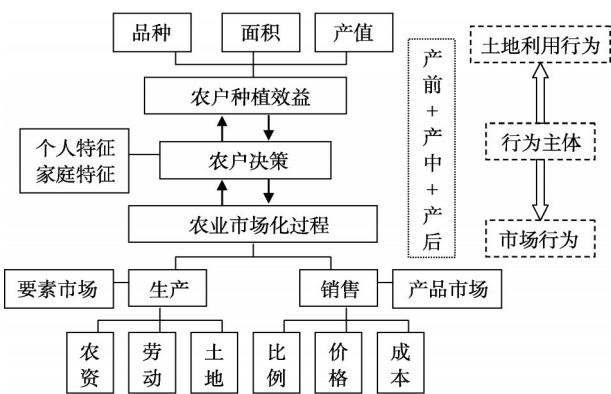 品种
面积
产值
土地利用行为
农户种植效益
产前+产中+产后
个人特征
家庭特征
农户决策
行为主体
农业市场化过程
市场行为
要素市场
生产
销售
产品市场
农资
劳动
土地
比例
价格
成本